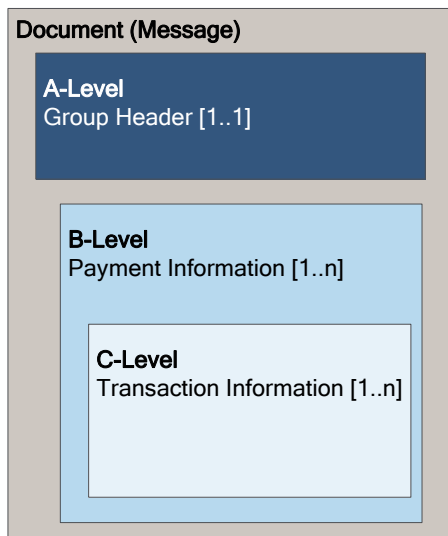 Document (Message)
A-Level
Group Header [1..1]
B-Level
Payment Information [1..n]
C-Level
Transaction Information [1..n]